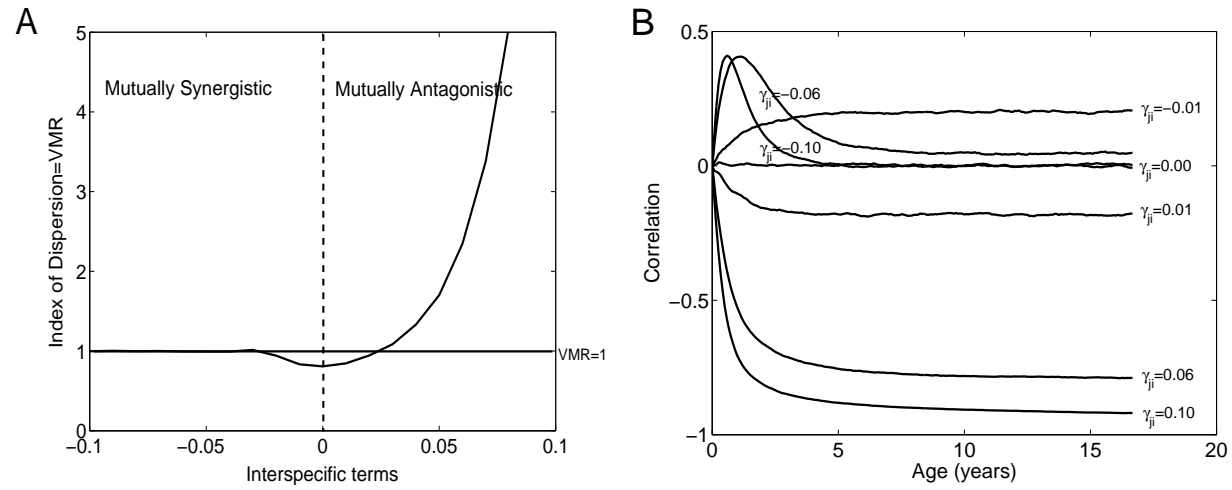 A
Index of Dispersion=VMR
5
4
3
2
1
0
Mutually Synergistic
Mutually Antagonistic
VMR=1
−0.1
−0.05
0
0.05
0.1
Interspecific terms
B
Correlation
0.5
0
−0.5
−1
γji=−0.06
γji=−0.10
γji=−0.01
γji=0.00
γji=0.01
γji=0.06
γji=0.10
0
5
10
15
20
Age (years)